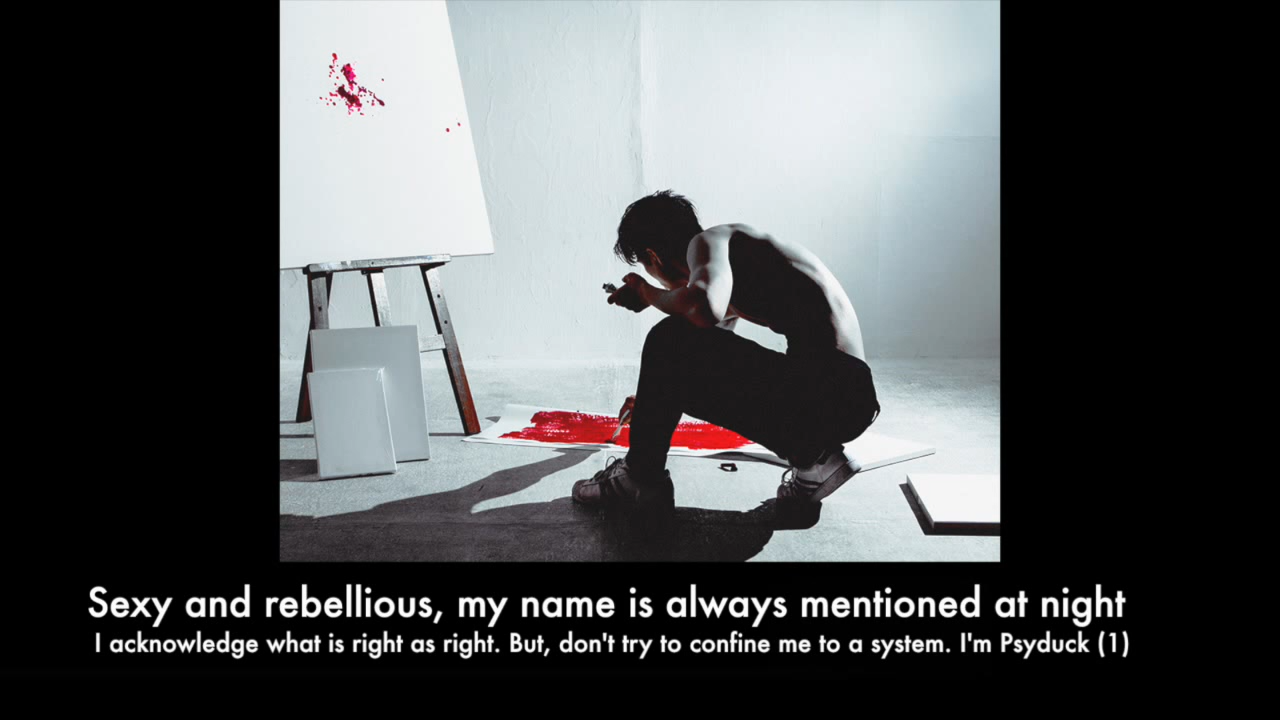 Sexy and rebellious, my name is always mentioned at night
I acknowledge what is right as right. But, don't try to confine me to a system. I'm Psyduck (1)